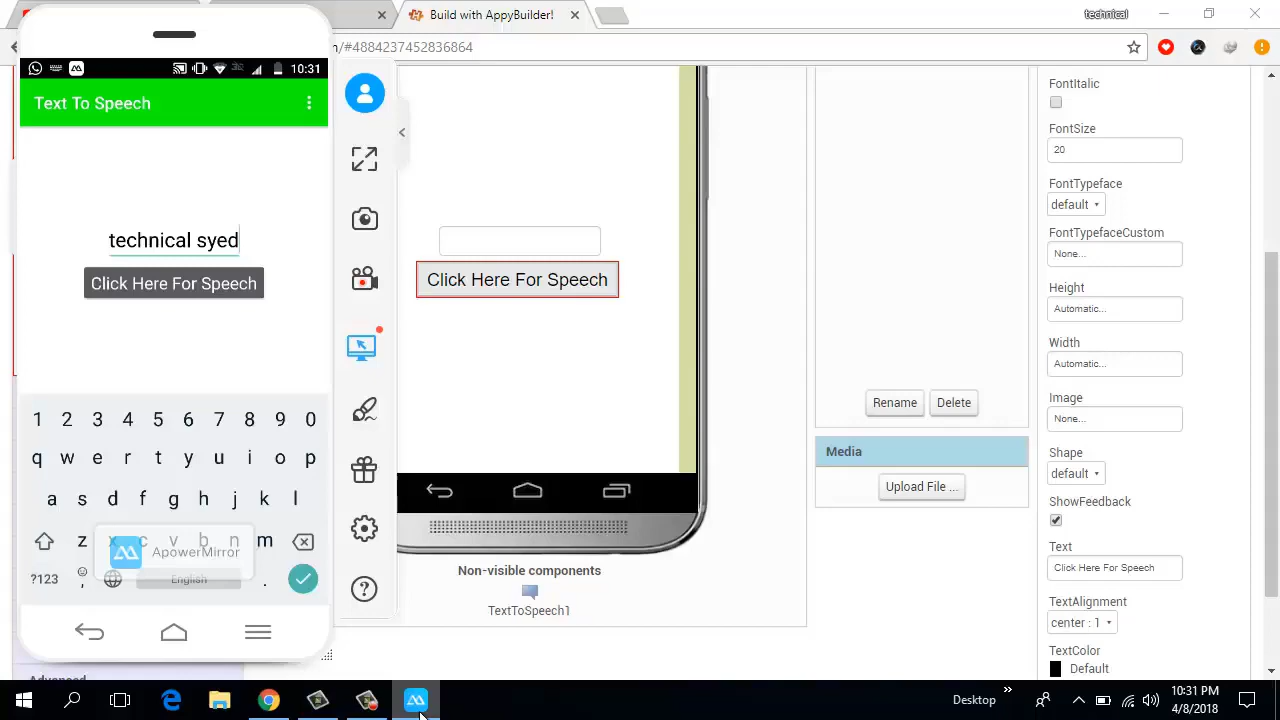 Build with AppyBuilder!
technical
n/#4884237452836864
10:31
Text To Speech
technical syed
Click Here For Speech
1 2 3 4 5 6 7 8 9 0
q w e r t y u i o p
a s d f g h j k l
z x c v b n m
ApowerMirror
?123
,
English
.
Click Here For Speech
Non-visible components
TextToSpeech1
Rename
Delete
Media
Upload File ...
FontItalic
FontSize
20
FontTypeface
default
FontTypefaceCustom
None...
Height
Automatic...
Width
Automatic...
Image
None...
Shape
default
ShowFeedback
Text
Click Here For Speech
TextAlignment
center : 1
TextColor
Default
Advanced
Desktop
10:31 PM
4/8/2018